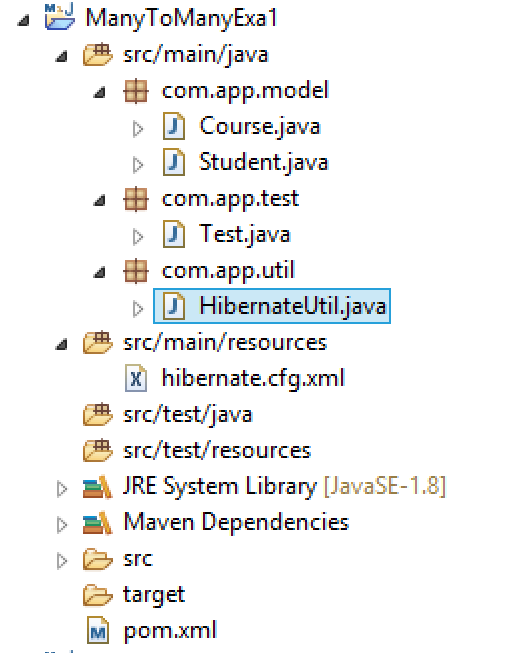 ManyToManyExa1
src/main/java
com.app.model
Course.java
Student.java
com.app.test
Test.java
com.app.util
HibernateUtil.java
src/main/resources
hibernate.cfg.xml
src/test/java
src/test/resources
JRE System Library [JavaSE-1.8]
Maven Dependencies
src
target
pom.xml